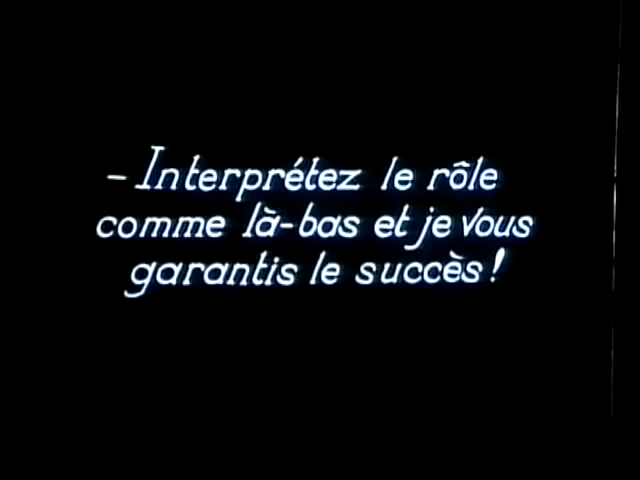 - Interprétez le rôle
comme là-bas et je vous
garantis le succès !